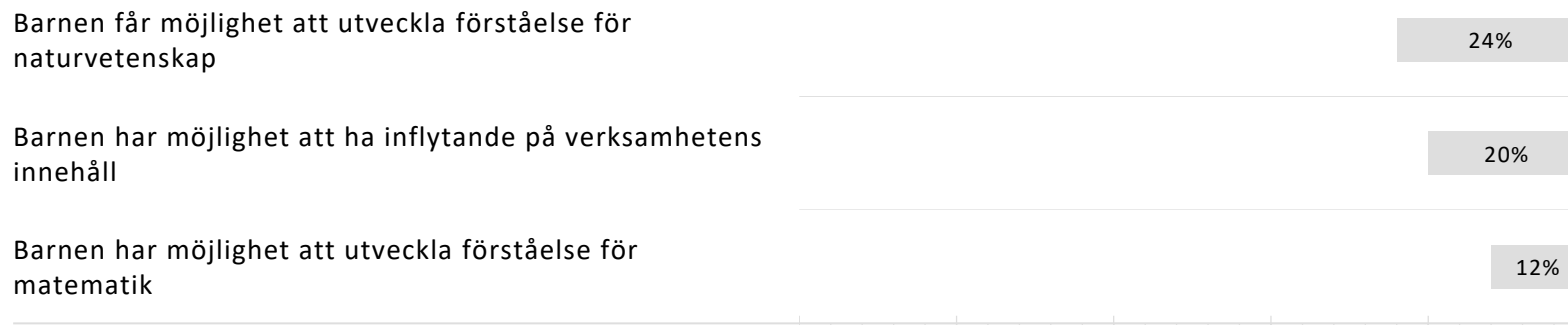 Barnen får möjlighet att utveckla förståelse för
naturvetenskap
24%
Barnen har möjlighet att ha inflytande på verksamhetens
innehåll
20%
Barnen har möjlighet att utveckla förståelse för
matematik
12%